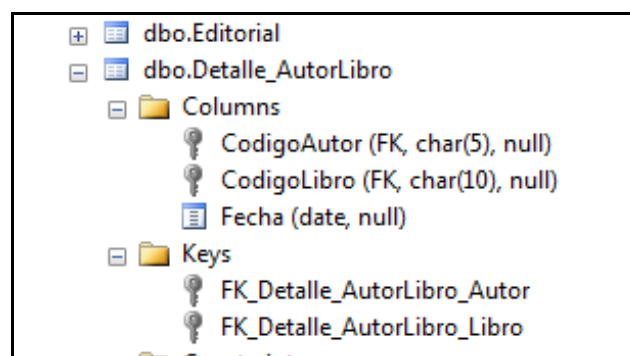 dbo.Editorial
dbo.Detalle_AutorLibro
Columns
CodigoAutor (FK, char(5), null)
CodigoLibro (FK, char(10), null)
Fecha (date, null)
Keys
FK_Detalle_AutorLibro_Autor
FK_Detalle_AutorLibro_Libro